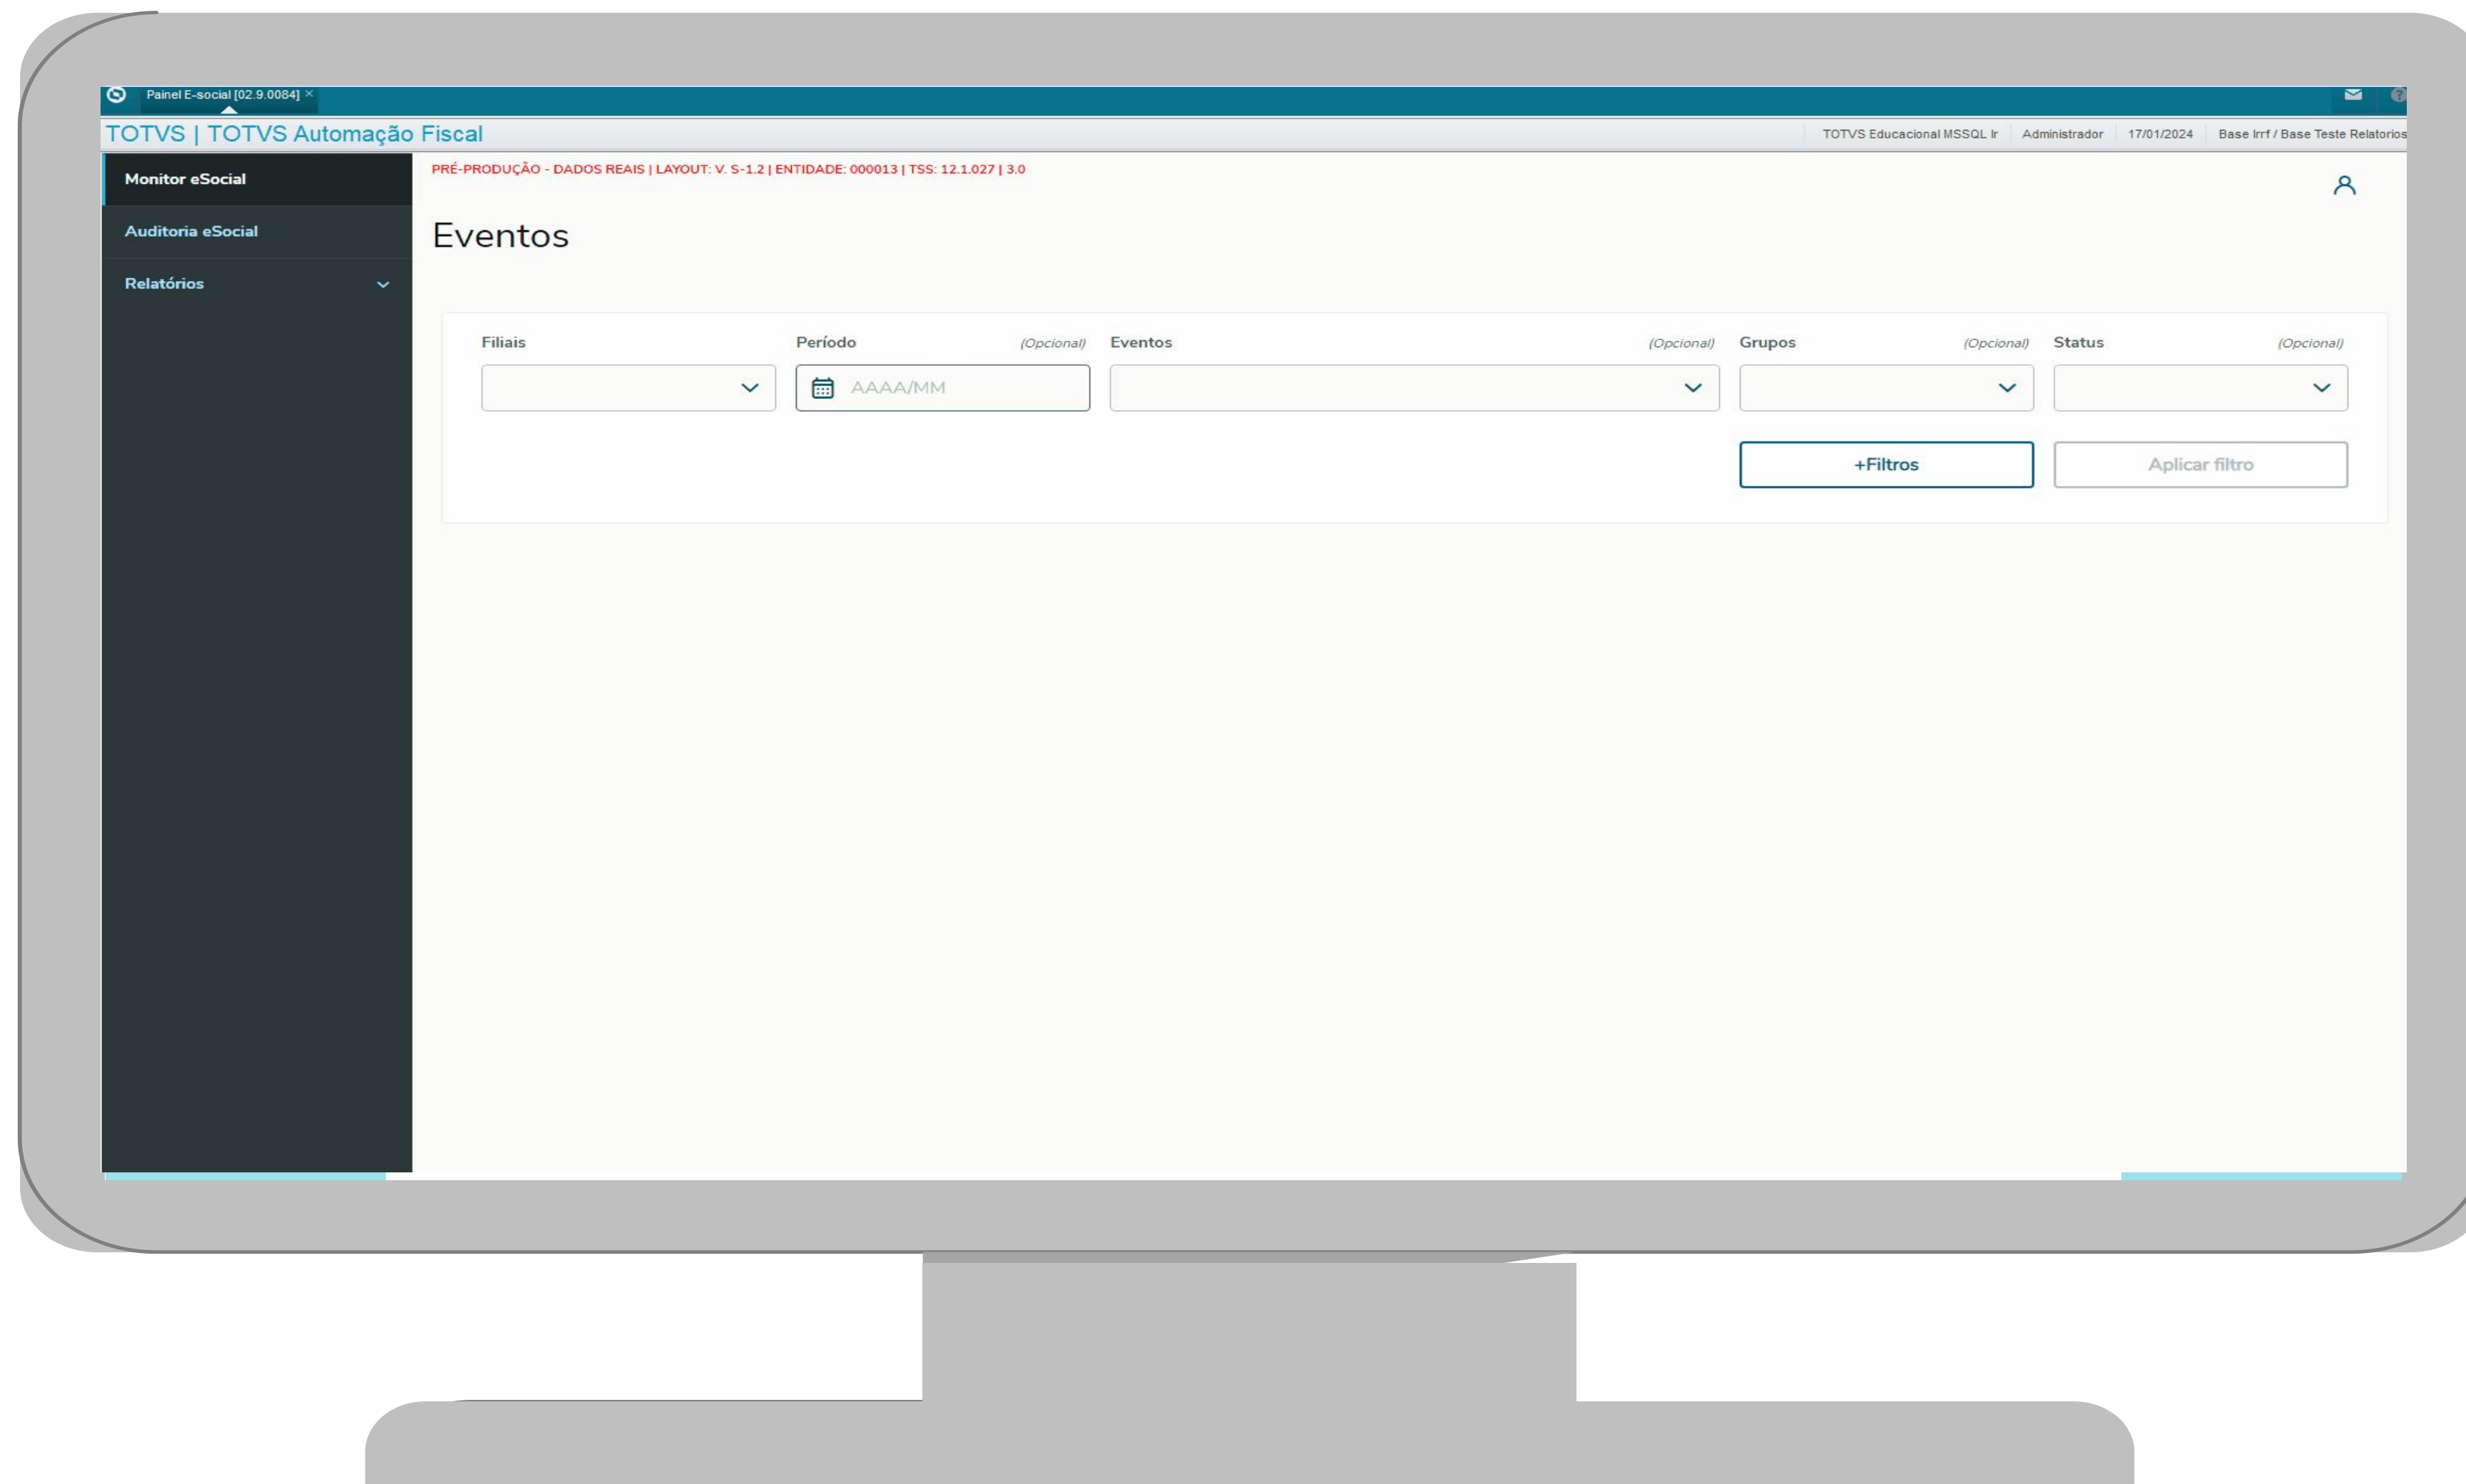 Painel E-social [02.9.0084] ×
TOTVS | TOTVS Automação Fiscal
TOTVS Educacional MSSQL Ir
Administrador
17/01/2024
Base Irrf / Base Teste Relatorios
Monitor eSocial
Auditoria eSocial
Relatórios
PRÉ-PRODUÇÃO - DADOS REAIS | LAYOUT: V. S-1.2 | ENTIDADE: 000013 | TSS: 12.1.027 | 3.0
Eventos
Filiais
Período (Opcional)
Eventos (Opcional)
Grupos (Opcional)
Status (Opcional)
AAAA/MM
+Filtros
Aplicar filtro